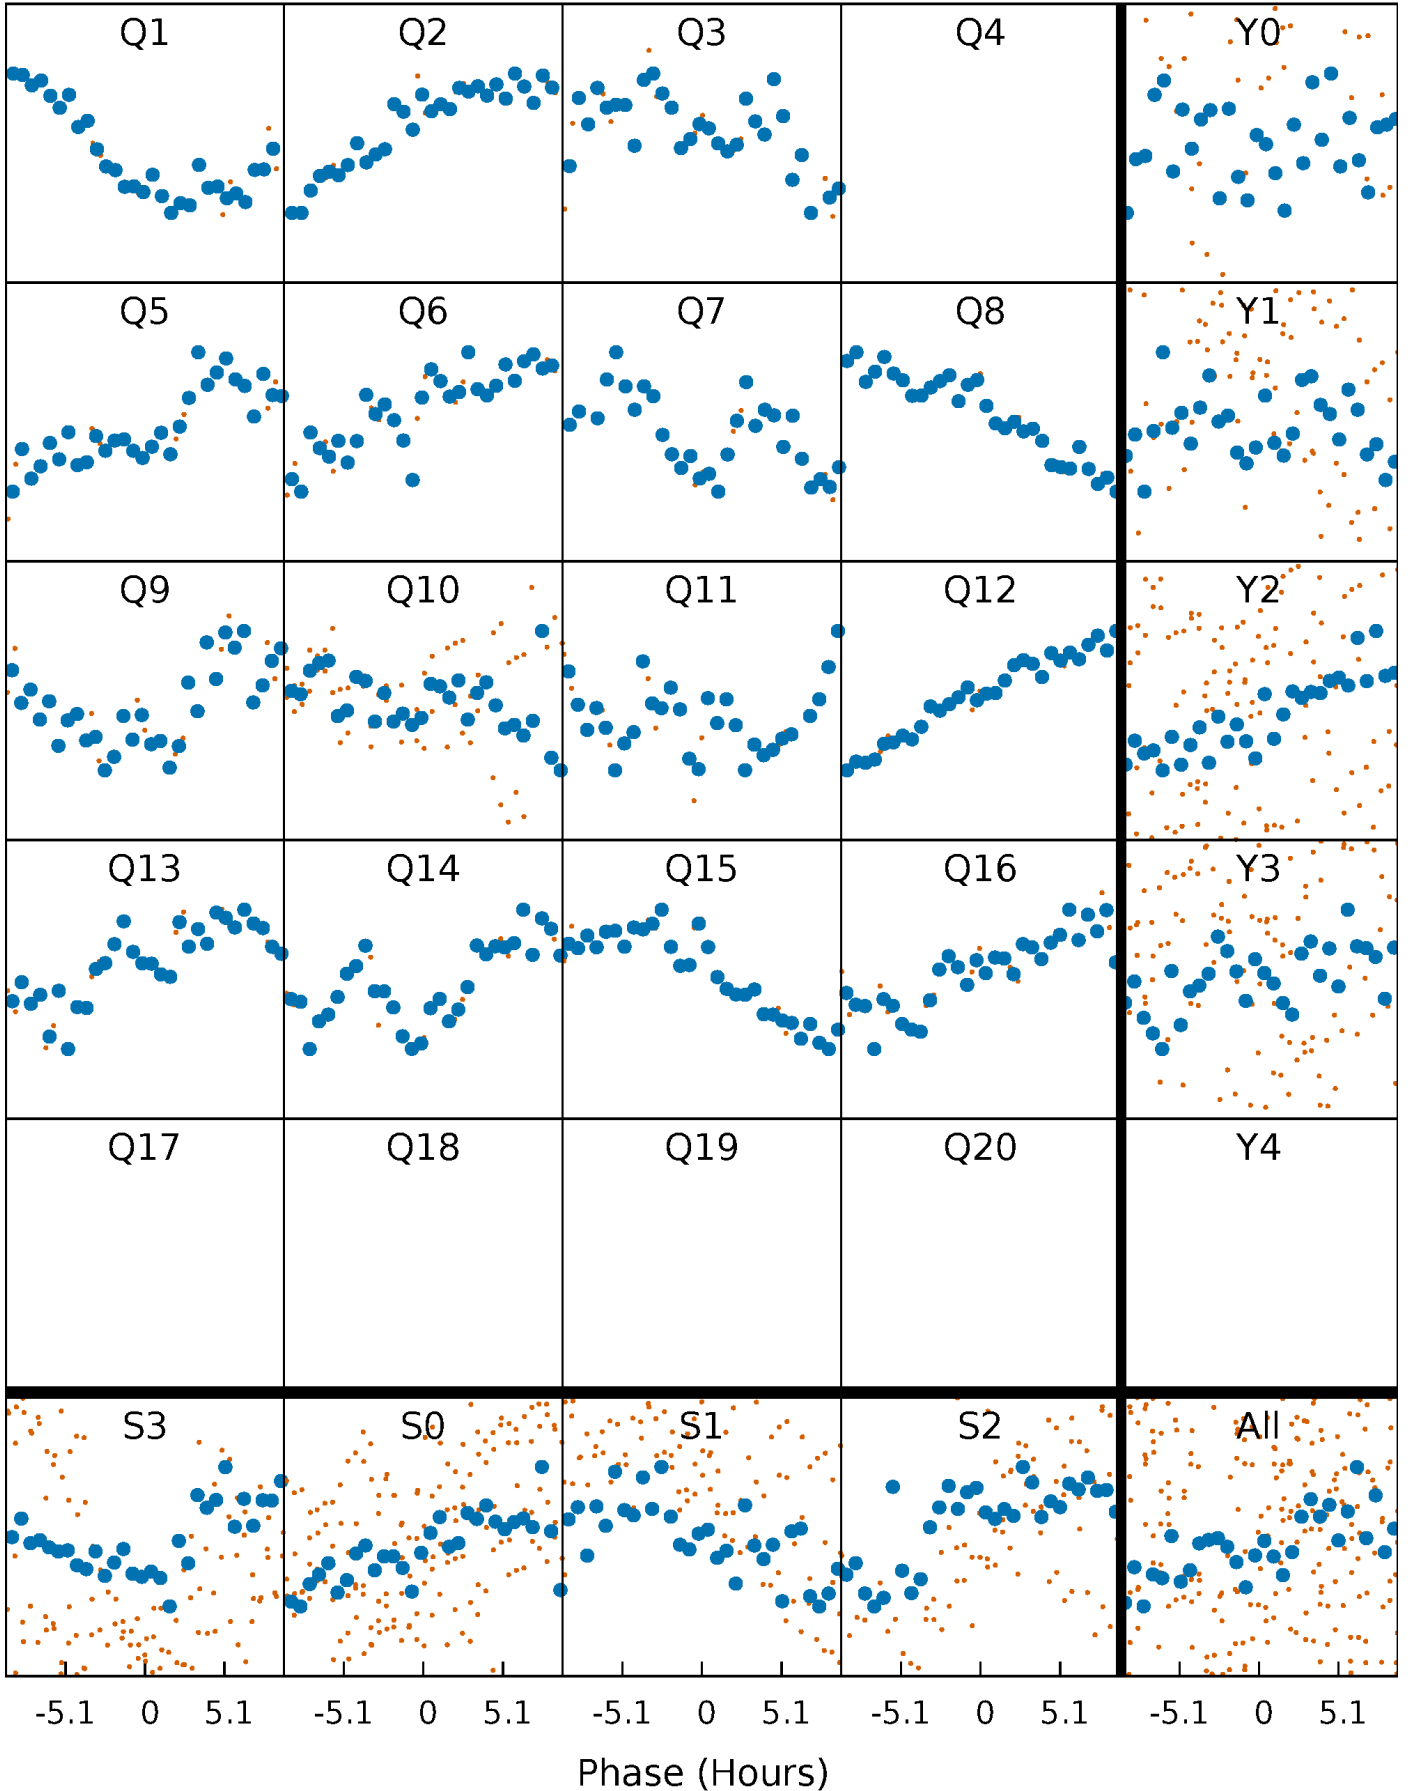 Q1 Q2 Q3 Q4 Y0
Q5 Q6 Q7 Q8 Y1
Q9 Q10 Q11 Q12 Y2
Q13 Q14 Q15 Q16 Y3
Q17 Q18 Q19 Q20 Y4
S3 S0 S1 S2 All
-5.1 0 5.1 -5.1 0 5.1 -5.1 0 5.1 -5.1 0 5.1 -5.1 0 5.1
Phase (Hours)